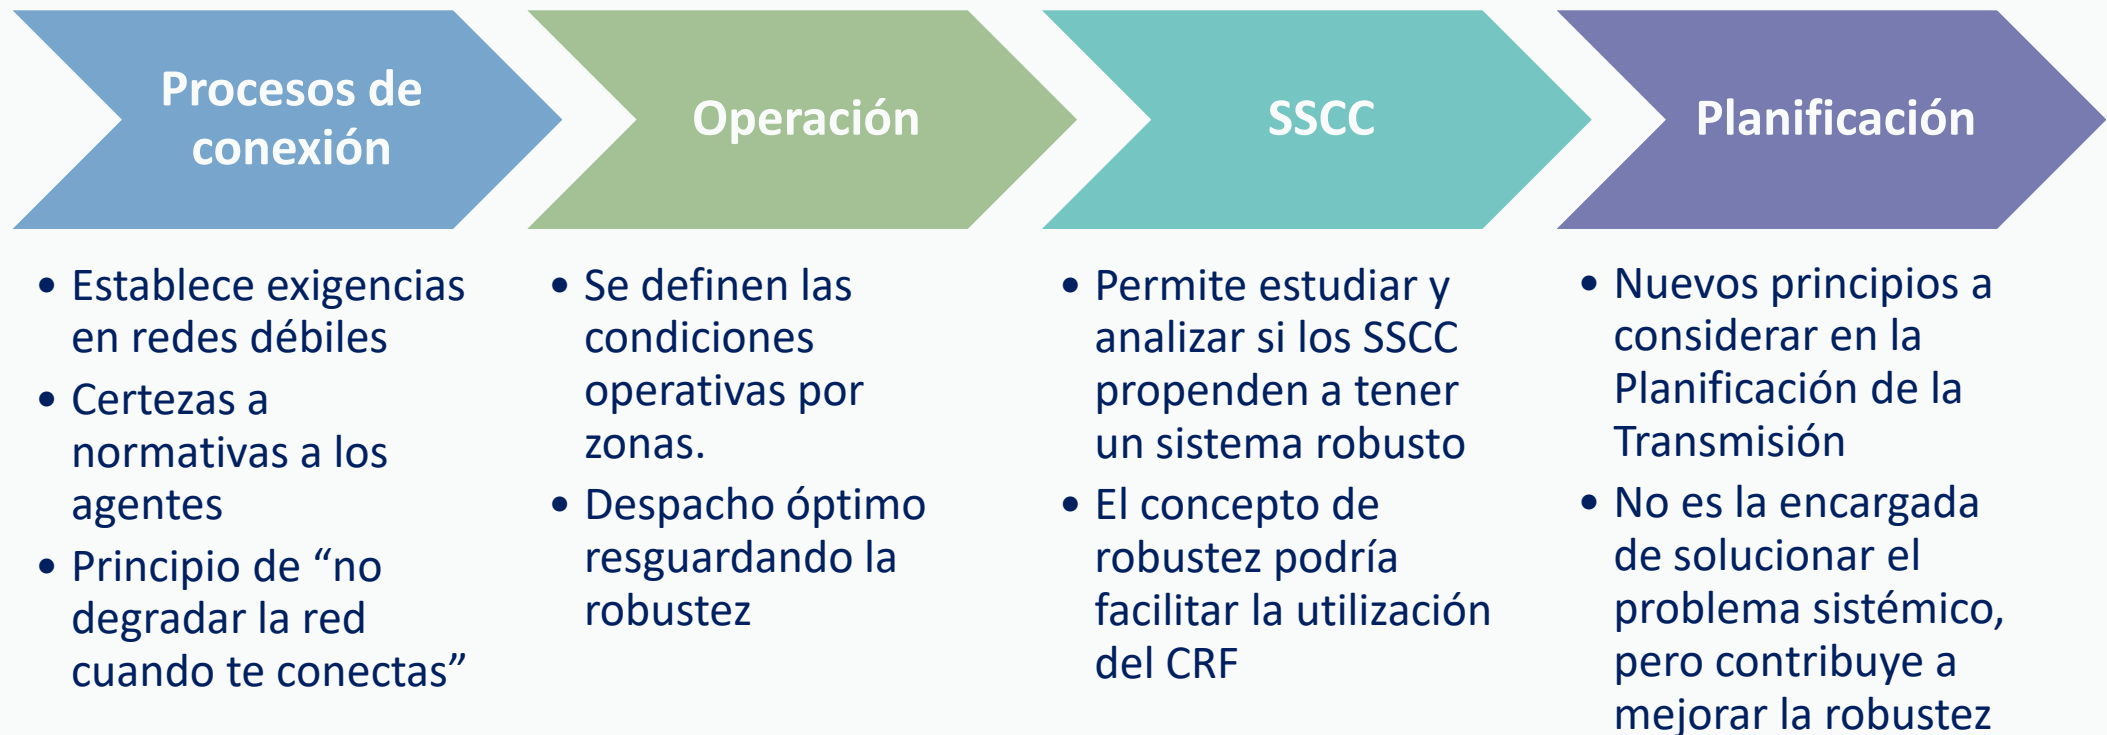 Procesos de
conexión
• Establece exigencias
en redes débiles
• Certezas a
normativas a los
agentes
• Principio de “no
degradar la red
cuando te conectas”
Operación
• Se definen las
condiciones
operativas por
zonas.
• Despacho óptimo
resguardando la
robustez
SSCC
• Permite estudiar y
analizar si los SSCC
propenden a tener
un sistema robusto
• El concepto de
robustez podría
facilitar la utilización
del CRF
Planificación
• Nuevos principios a
considerar en la
Planificación de la
Transmisión
• No es la encargada
de solucionar el
problema sistémico,
pero contribuye a
mejorar la robustez